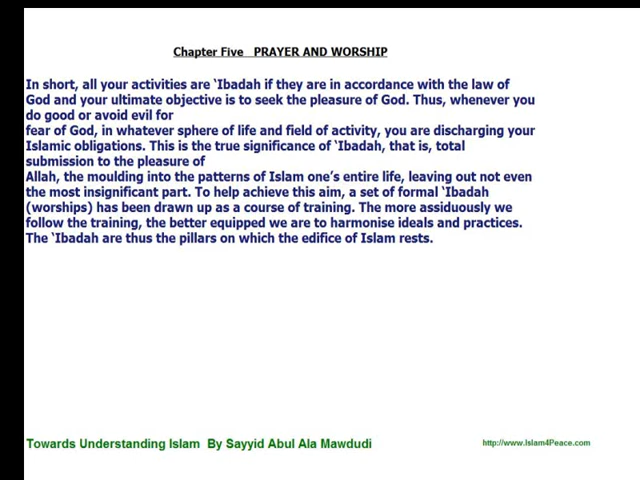 Chapter Five   PRAYER AND WORSHIP
In short, all your activities are ‘Ibadah if they are in accordance with the law of
God and your ultimate objective is to seek the pleasure of God. Thus, whenever you
do good or avoid evil for
fear of God, in whatever sphere of life and field of activity, you are discharging your
Islamic obligations. This is the true significance of ‘Ibadah, that is, total
submission to the pleasure of
Allah, the moulding into the patterns of Islam one’s entire life, leaving out not even
the most insignificant part. To help achieve this aim, a set of formal ‘Ibadah
(worships) has been drawn up as a course of training. The more assiduously we
follow the training, the better equipped we are to harmonise ideals and practices.
The ‘Ibadah are thus the pillars on which the edifice of Islam rests.
Towards Understanding Islam  By Sayyid Abul Ala Mawdudi
http://www.Islam4Peace.com